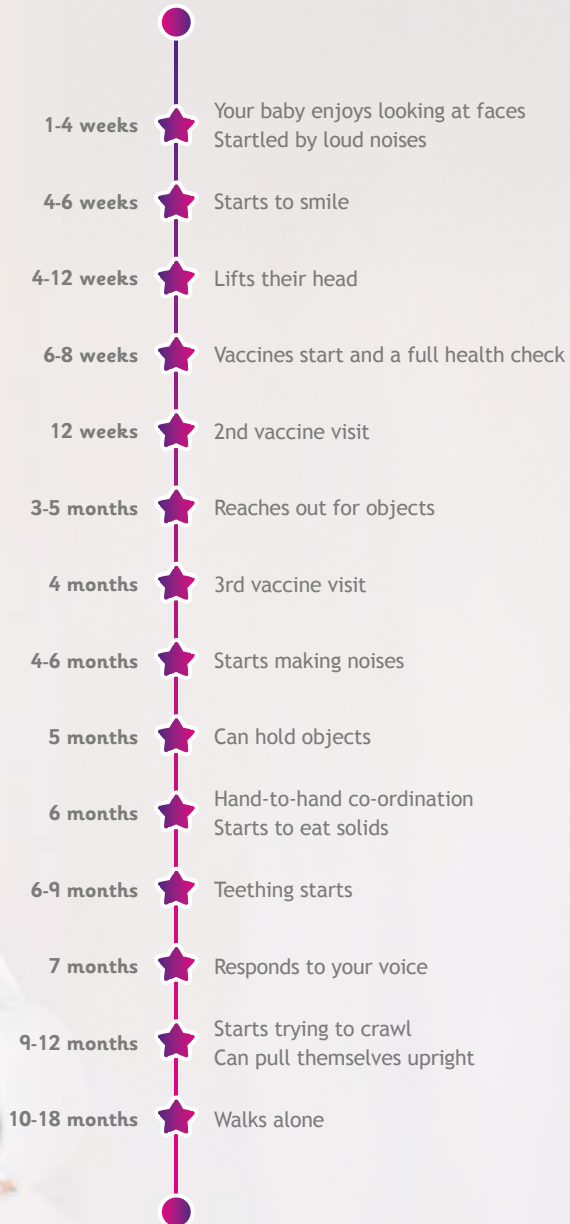 1-4 weeks
Your baby enjoys looking at faces
Startled by loud noises
4-6 weeks
Starts to smile
4-12 weeks
Lifts their head
6-8 weeks
Vaccines start and a full health check
12 weeks
2nd vaccine visit
3-5 months
Reaches out for objects
4 months
3rd vaccine visit
4-6 months
Starts making noises
5 months
Can hold objects
6 months
Hand-to-hand co-ordination
Starts to eat solids
6-9 months
Teething starts
7 months
Responds to your voice
9-12 months
Starts trying to crawl
Can pull themselves upright
10-18 months
Walks alone